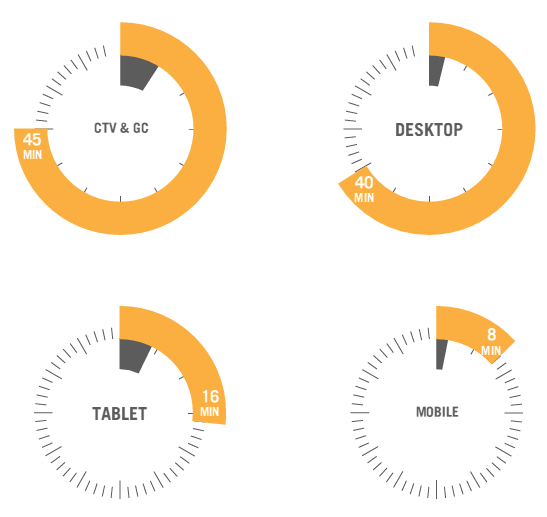 45
MIN
CTV & GC
40
MIN
DESKTOP
16
MIN
TABLET
8
MIN
MOBILE